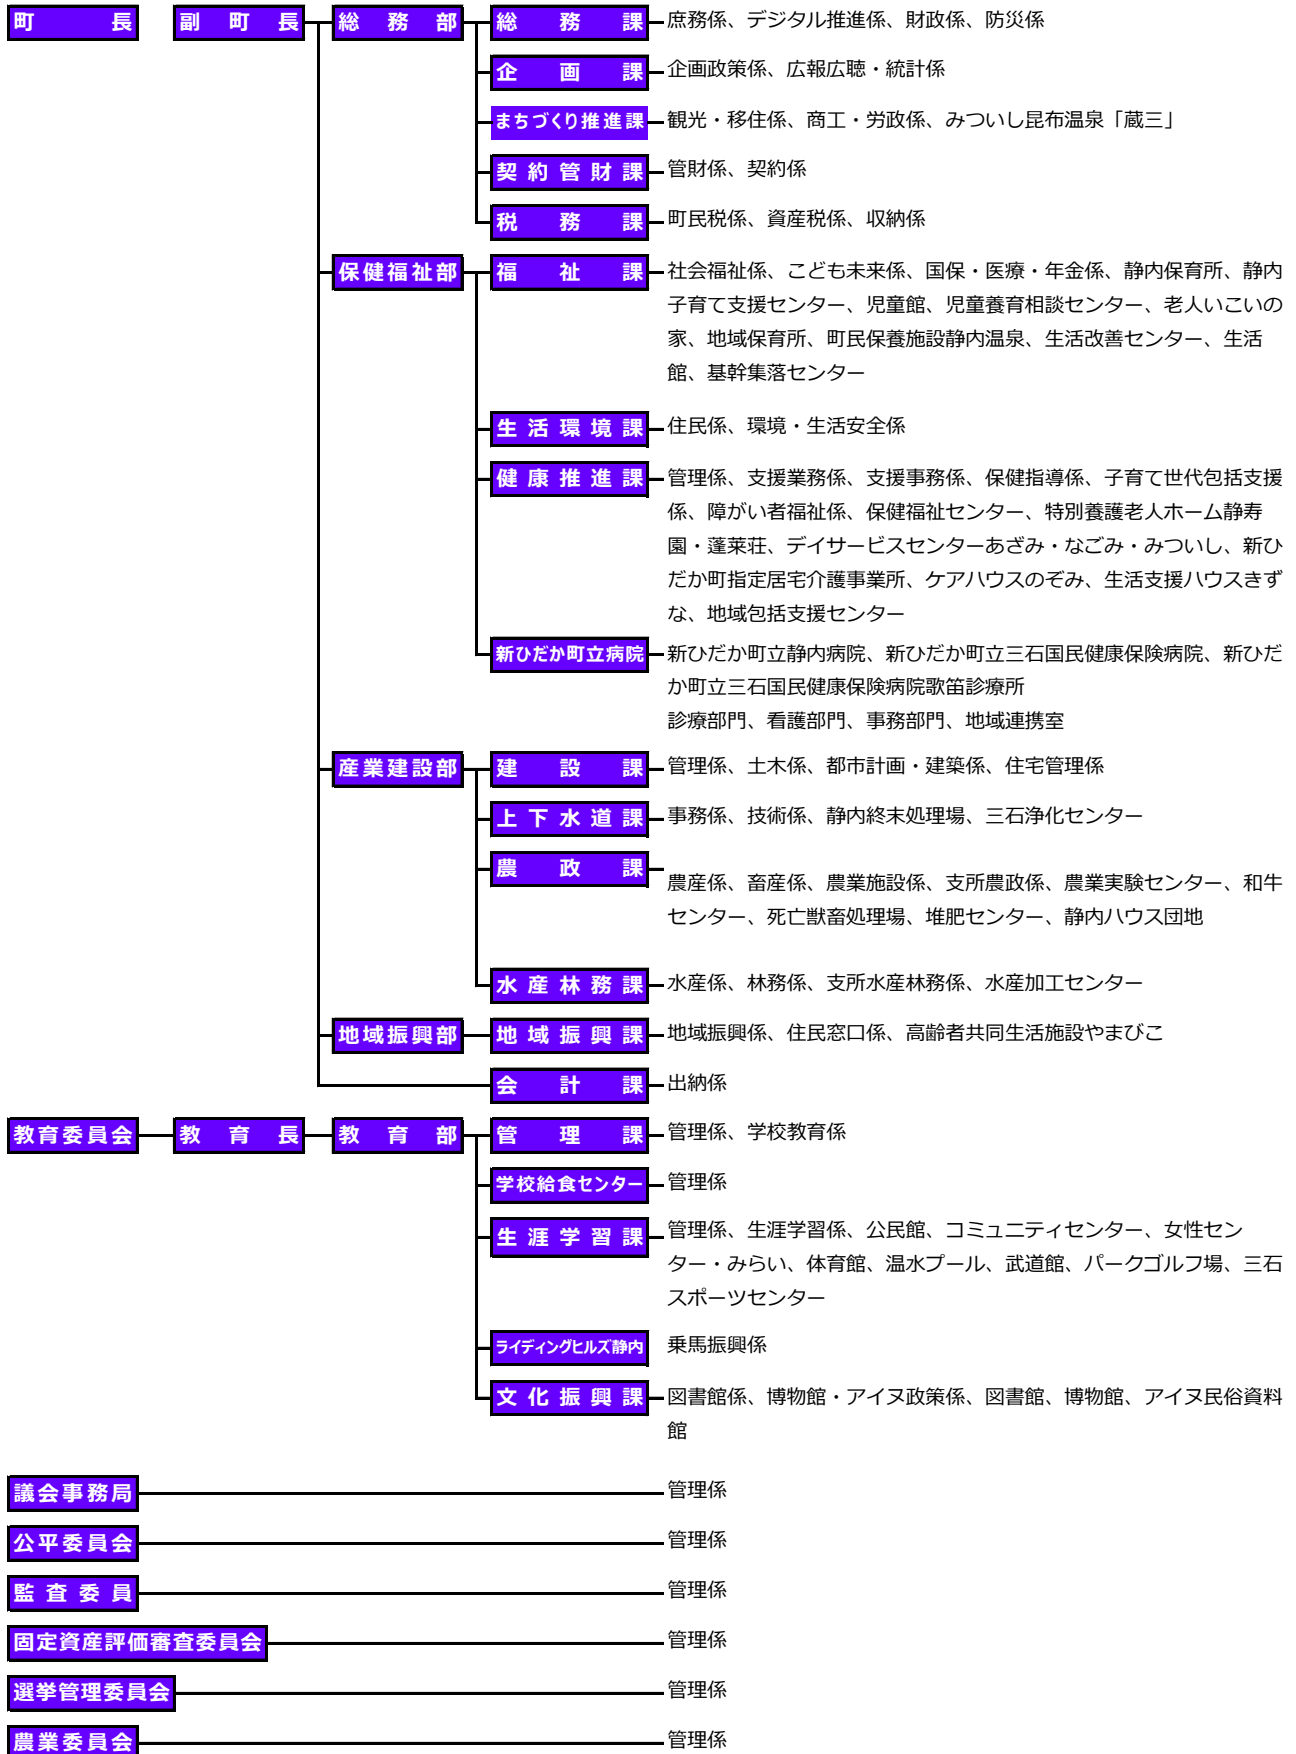 町長 副町長 総務部 総務課 庶務係、デジタル推進係、財政係、防災係
企画課 企画政策係、広報広聴・統計係
まちづくり推進課 観光・移住係、商工・労政係、みついし昆布温泉「蔵三」
契約管財課 管財係、契約係
税務課 町民税係、資産税係、収納係
保健福祉部 福祉課 社会福祉係、こども未来係、国保・医療・年金係、静内保育所、静内
子育て支援センター、児童館、児童養育相談センター、老人いこいの
家、地域保育所、町民保養施設静内温泉、生活改善センター、生活
館、基幹集落センター
生活環境課 住民係、環境・生活安全係
健康推進課 管理係、支援業務係、支援事務係、保健指導係、子育て世代包括支援
係、障がい者福祉係、保健福祉センター、特別養護老人ホーム静寿
園・蓬莱荘、デイサービスセンターあざみ・なごみ・みついし、新ひ
だか町指定居宅介護事業所、ケアハウスのぞみ、生活支援ハウスきず
な、地域包括支援センター
新ひだか町立病院 新ひだか町立静内病院、新ひだか町立三石国民健康保険病院、新ひだ
か町立三石国民健康保険病院歌笛診療所
診療部門、看護部門、事務部門、地域連携室
産業建設部 建設課 管理係、土木係、都市計画・建築係、住宅管理係
上下水道課 事務係、技術係、静内終末処理場、三石浄化センター
農政課
農産係、畜産係、農業施設係、支所農政係、農業実験センター、和牛
センター、死亡獣畜処理場、堆肥センター、静内ハウス団地
水産林務課 水産係、林務係、支所水産林務係、水産加工センター
地域振興部 地域振興課 地域振興係、住民窓口係、高齢者共同生活施設やまびこ
会計課 出納係
教育委員会 教育長 教育部 管理課 管理係、学校教育係
学校給食センター 管理係
生涯学習課 管理係、生涯学習係、公民館、コミュニティセンター、女性セン
ター・みらい、体育館、温水プール、武道館、パークゴルフ場、三石
スポーツセンター
ライディングヒルズ静内 乗馬振興係
文化振興課 図書館係、博物館・アイヌ政策係、図書館、博物館、アイヌ民俗資料
館
議会事務局 管理係
公平委員会 管理係
監査委員 管理係
固定資産評価審査委員会 管理係
選挙管理委員会 管理係
農業委員会 管理係